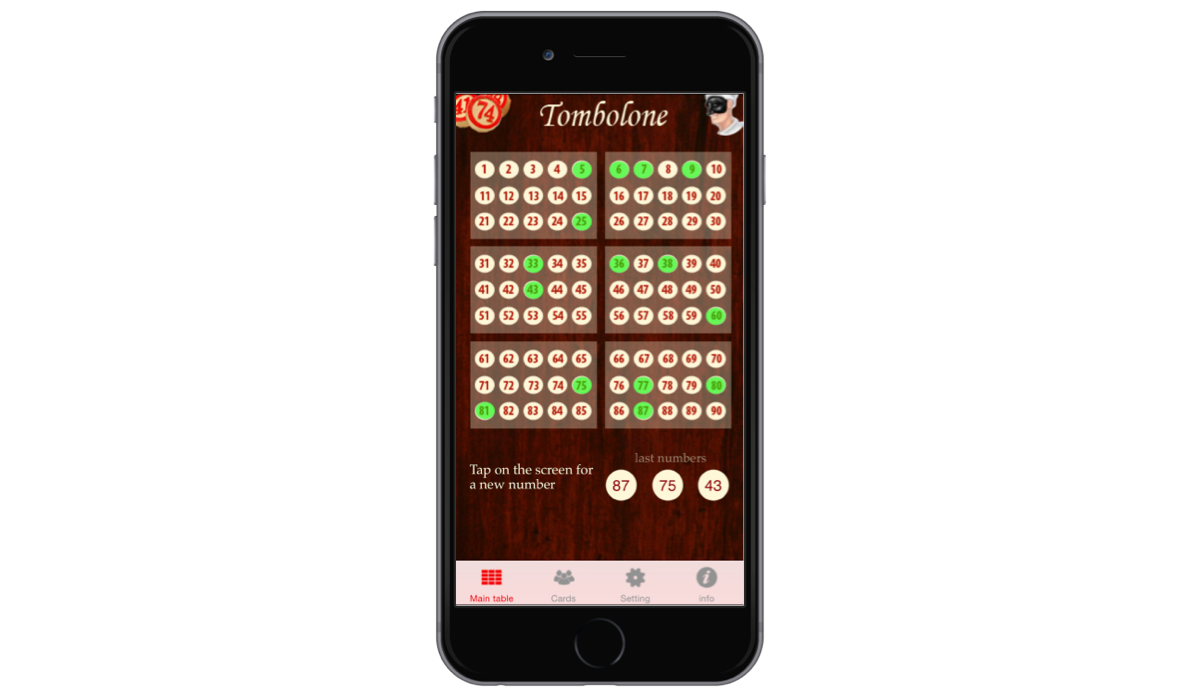 41 74
Tombolone
1 2 3 4 5
11 12 13 14 15
21 22 23 24 25
6 7 8 9 10
16 17 18 19 20
26 27 28 29 30
31 32 33 34 35
41 42 43 44 45
51 52 53 54 55
36 37 38 39 40
46 47 48 49 50
56 57 58 59 60
61 62 63 64 65
71 72 73 74 75
81 82 83 84 85
66 67 68 69 70
76 77 78 79 80
86 87 88 89 90
Tap on the screen for
a new number
last numbers
87 75 43
Main table Cards Setting info